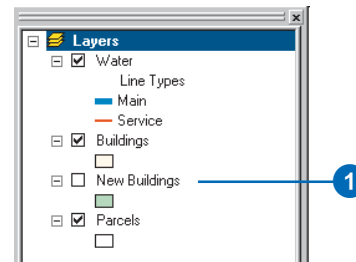 Layers
Water
Line Types
Main
Service
Buildings
New Buildings
1
Parcels